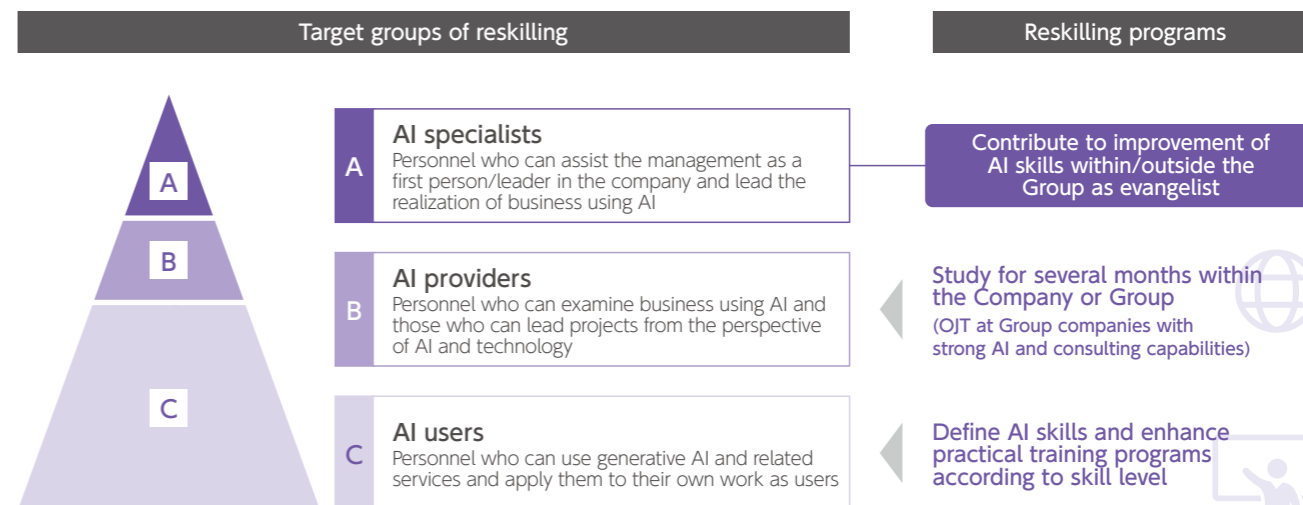 Target groups of reskilling
Reskilling programs
A
B
C
A
AI specialists
Personnel who can assist the management as a
first person/leader in the company and lead the
realization of business using AI
Contribute to improvement of
AI skills within/outside the
Group as evangelist
B
AI providers
Personnel who can examine business using AI and
those who can lead projects from the perspective
of AI and technology
Study for several months within
the Company or Group
(OJT at Group companies with
strong AI and consulting capabilities)
C
AI users
Personnel who can use generative AI and related
services and apply them to their own work as users
Define AI skills and enhance
practical training programs
according to skill level